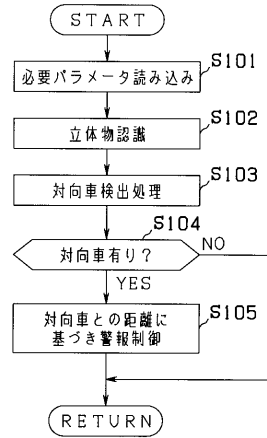 START
S101
必要パラメータ読み込み
S102
立体物認識
S103
対向車検出処理
S104
対向車有り?
NO
YES
S105
対向車との距離に
基づき警報制御
RETURN